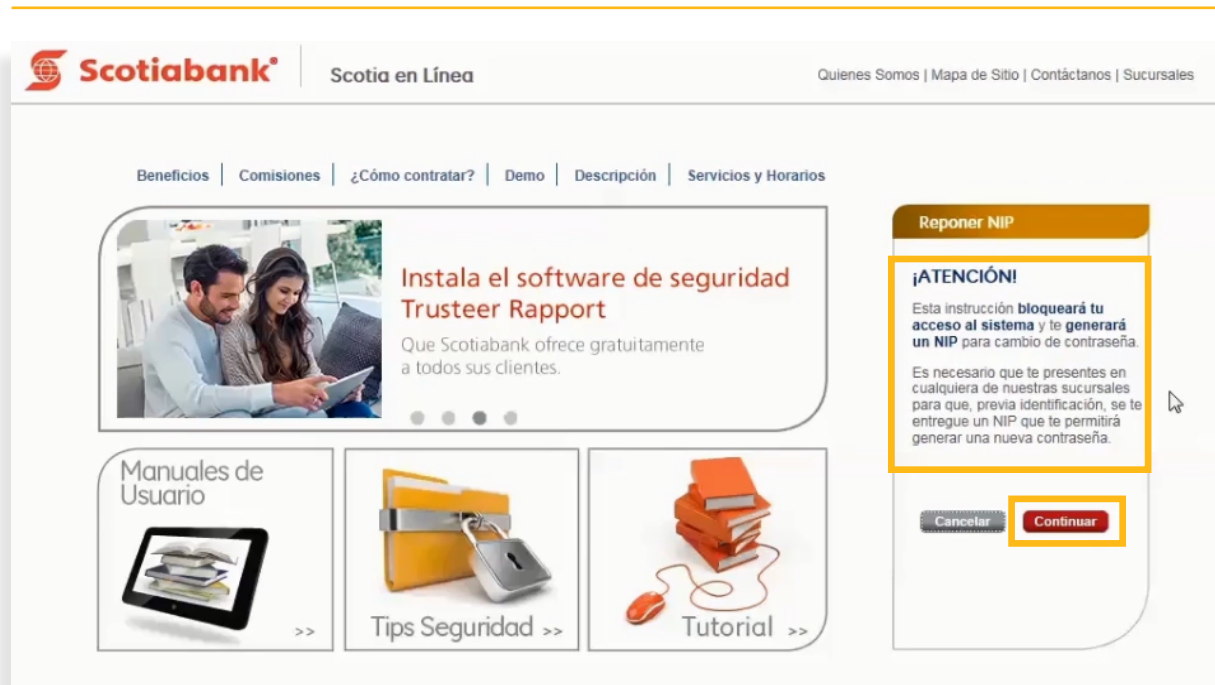 Scotiabank®
Scotia en Línea
Quienes Somos | Mapa de Sitio | Contáctanos | Sucursales
Beneficios | Comisiones | ¿Cómo contratar? | Demo | Descripción | Servicios y Horarios
Instala el software de seguridad
Trusteer Rapport
Que Scotiabank ofrece gratuitamente
a todos sus clientes.
Manuales de
Usuario
>>
Tips Seguridad >>
Tutorial >>
Reponer NIP
¡ATENCIÓN!
Esta instrucción bloqueará tu
acceso al sistema y te generará
un NIP para cambio de contraseña.
Es necesario que te presentes en
cualquiera de nuestras sucursales
para que, previa identificación, se te
entregue un NIP que te permitirá
generar una nueva contraseña.
Cancelar
Continuar